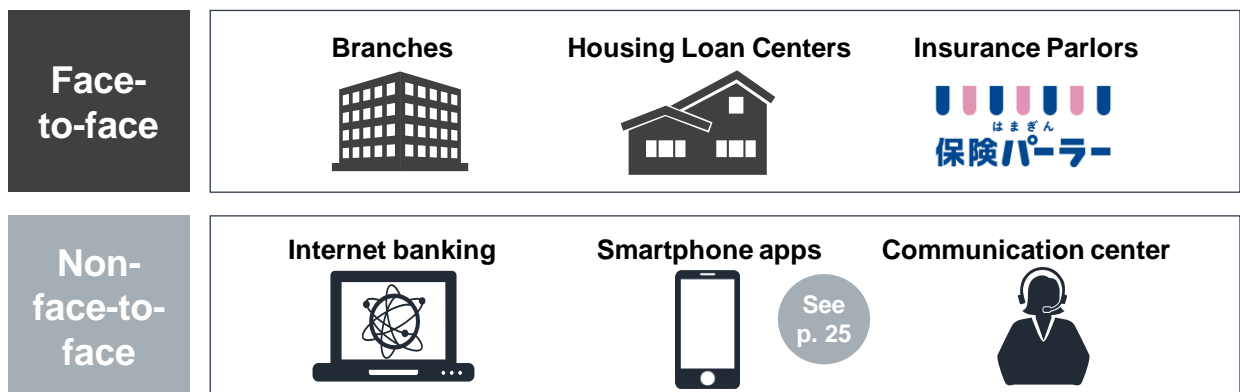 Face-
to-face
Branches
Housing Loan Centers
Insurance Parlors
はまぎん
保険パーラー
Non-
face-to-
face
Internet banking
Smartphone apps
Communication center
See
p. 25